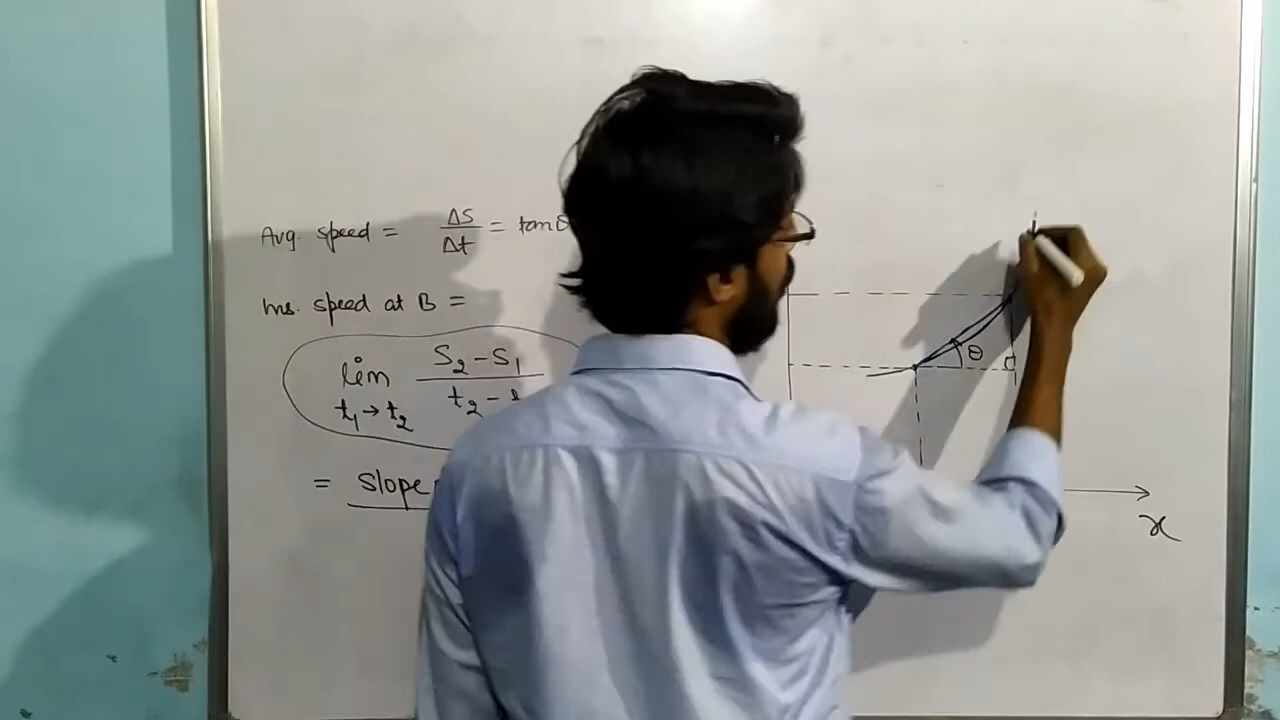 Avg. speed = ΔS/Δt = tanθ
Ins. speed at B =
lim t₁→t₂ S₂-S₁/t₂-
= Slope
θ
x